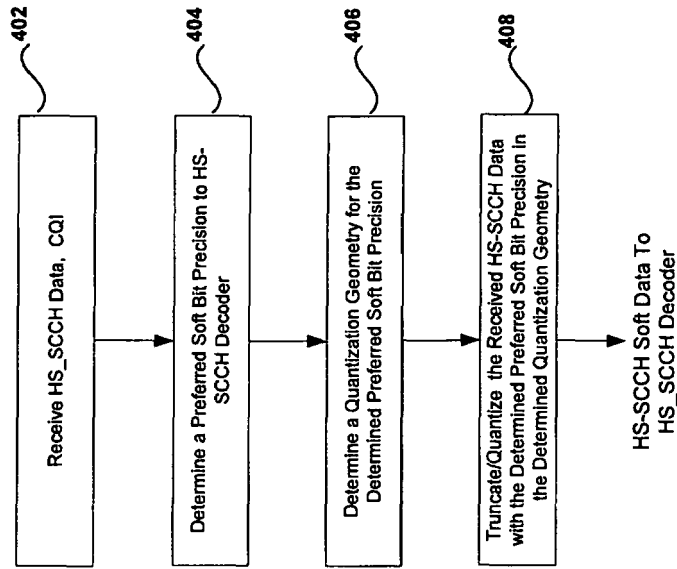 402
Receive HS_SCCH Data, CQI
404
Determine a Preferred Soft Bit Precision to HS-
SCCH Decoder
406
Determine a Quantization Geometry for the
Determined Preferred Soft Bit Precision
408
Truncate/Quantize the Received HS-SCCH Data
with the Determined Preferred Soft Bit Precision in
the Determined Quantization Geometry
HS-SCCH Soft Data To
HS_SCCH Decoder